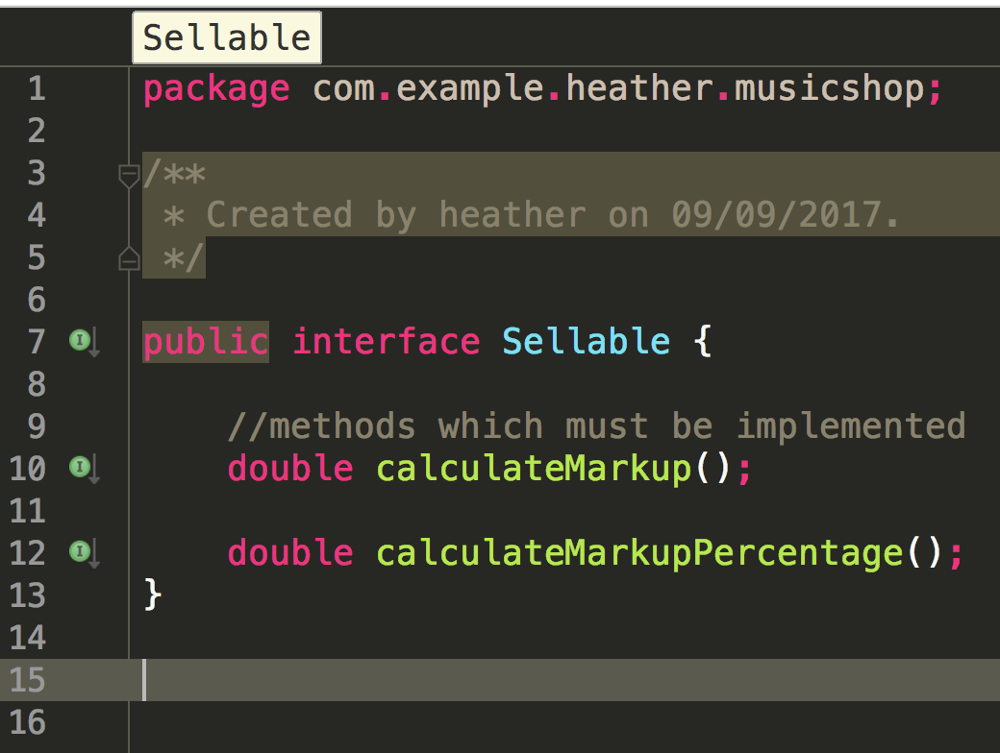 Sellable
1 package com.example.heather.musicshop;
2
3 /**
4  * Created by heather on 09/09/2017.
5  */
6
7 public interface Sellable {
8
9     //methods which must be implemented
10     double calculateMarkup();
11
12     double calculateMarkupPercentage();
13 }
14
15
16